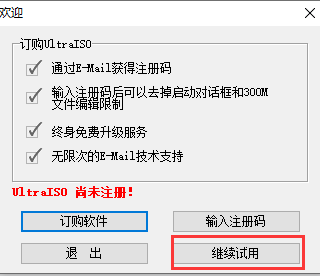 欢迎
订购UltraISO
通过E-Mail获得注册码
输入注册码后可以去掉启动对话框和300M
文件编辑限制
终身免费升级服务
无限次的E-Mail技术支持
UltraISO 尚未注册!
订购软件
输入注册码
退 出
继续试用